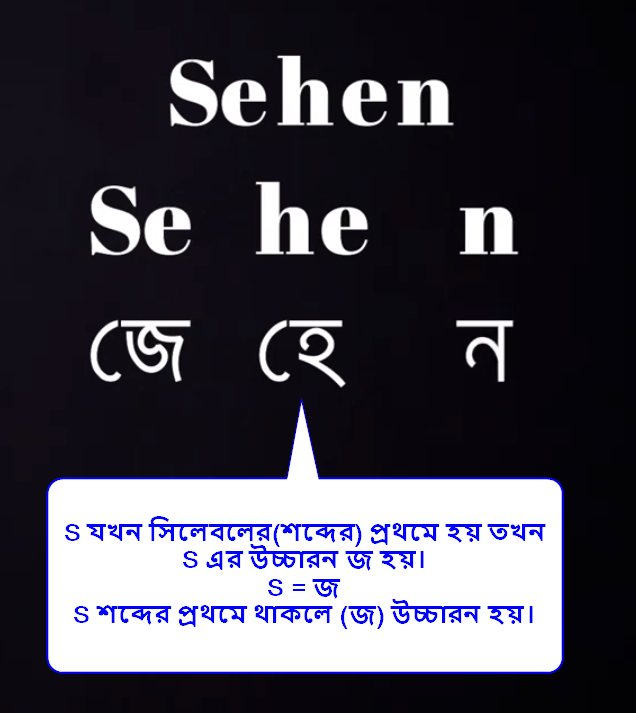 Sehen
Se he n
জে হে ন
S যখন সিলেবলের(শব্দের) প্রথমে হয় তখন
S এর উচ্চারন জ হয়।
S = জ
S শব্দের প্রথমে থাকলে (জ) উচ্চারন হয়।